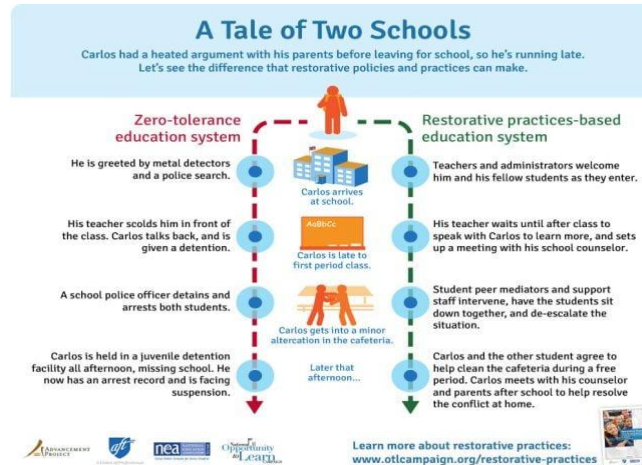 A Tale of Two Schools
Carlos had a heated argument with his parents before leaving for school, so he's running late.
Let's see the difference that restorative policies and practices can make.
Zero-tolerance
education system
Restorative practices-based
education system
He is greeted by metal detectors
and a police search.
Carlos arrives
at school.
Teachers and administrators welcome
him and his fellow students as they enter.
His teacher scolds him in front of
the class. Carlos talks back, and is
given a detention.
AaBbCc
Carlos is late to
first period class.
His teacher waits until after class to
speak with Carlos to learn more, and sets
up a meeting with his school counselor.
A school police officer detains and
arrests both students.
Carlos gets into a minor
altercation in the cafeteria.
Student peer mediators and support
staff intervene, have the students sit
down together, and de-escalate the
situation.
Carlos is held in a juvenile detention
facility all afternoon, missing school. He
now has an arrest record and is facing
suspension.
Later that
afternoon...
Carlos and the other student agree to
help clean the cafeteria during a free
period. Carlos meets with his counselor
and parents after school to help resolve
the conflict at home.
ADVANCEMENT
PROJECT
aft
nea
National
Opportunity
to Learn
Learn more about restorative practices:
www.otlcampaign.org/restorative-practices